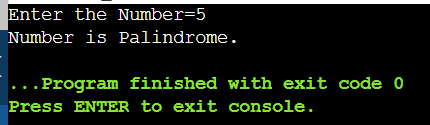 Enter the Number=5
Number is Palindrome.
...Program finished with exit code 0
Press ENTER to exit console.